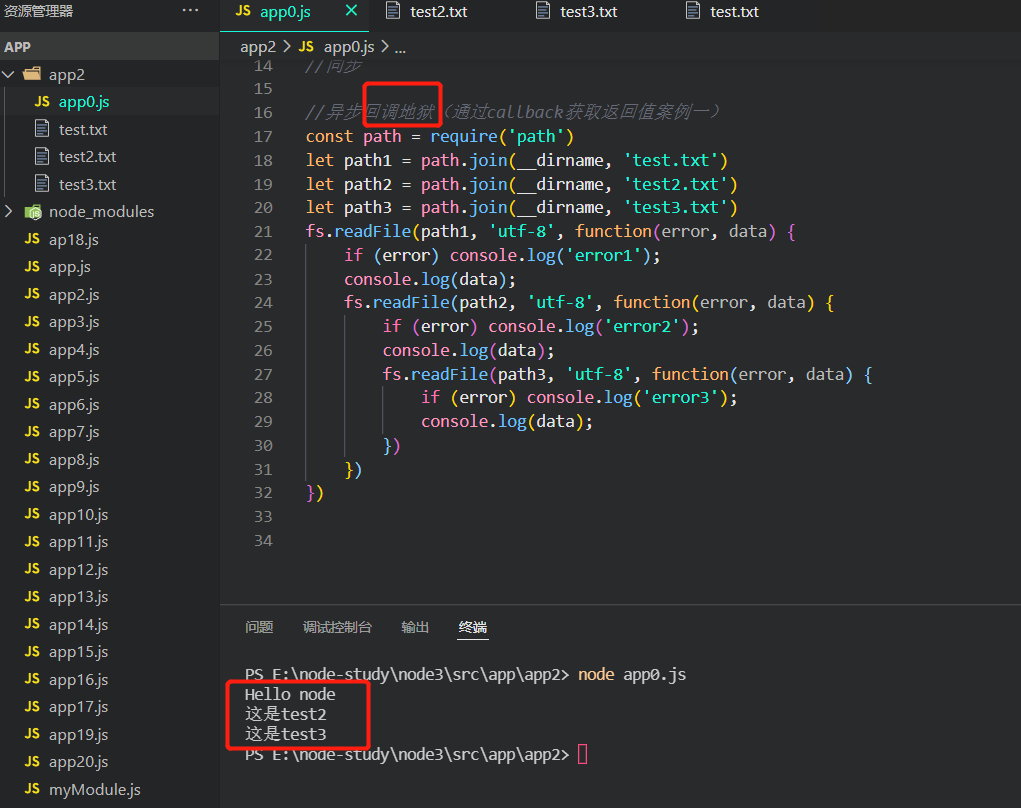 资源管理器 ...
JS app0.js × test2.txt test3.txt test.txt
APP
app2 > JS app0.js > ...
app2
JS app0.js
test.txt
test2.txt
test3.txt
node_modules
JS ap18.js
JS app.js
JS app2.js
JS app3.js
JS app4.js
JS app5.js
JS app6.js
JS app7.js
JS app8.js
JS app9.js
JS app10.js
JS app11.js
JS app12.js
JS app13.js
JS app14.js
JS app15.js
JS app16.js
JS app17.js
JS app19.js
JS app20.js
JS myModule.js
14 //同步
15
16 //异步回调地狱（通过callback获取返回值案例一）
17 const path = require('path')
18 let path1 = path.join(__dirname, 'test.txt')
19 let path2 = path.join(__dirname, 'test2.txt')
20 let path3 = path.join(__dirname, 'test3.txt')
21 fs.readFile(path1, 'utf-8', function(error, data) {
22 if (error) console.log('error1');
23 console.log(data);
24 fs.readFile(path2, 'utf-8', function(error, data) {
25 if (error) console.log('error2');
26 console.log(data);
27 fs.readFile(path3, 'utf-8', function(error, data) {
28 if (error) console.log('error3');
29 console.log(data);
30 })
31 })
32 })
33
34
问题 调试控制台 输出 终端
PS E:\node-study\node3\src\app\app2> node app0.js
Hello node
这是test2
这是test3
PS E:\node-study\node3\src\app\app2>